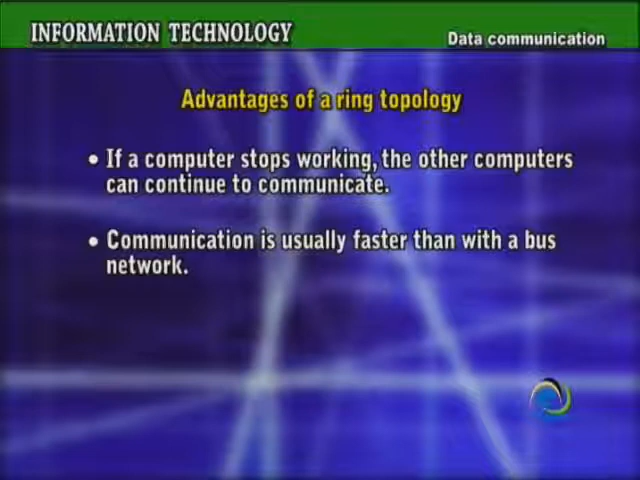 INFORMATION TECHNOLOGY
Data communication
Advantages of a ring topology
• If a computer stops working, the other computers
can continue to communicate.
• Communication is usually faster than with a bus
network.